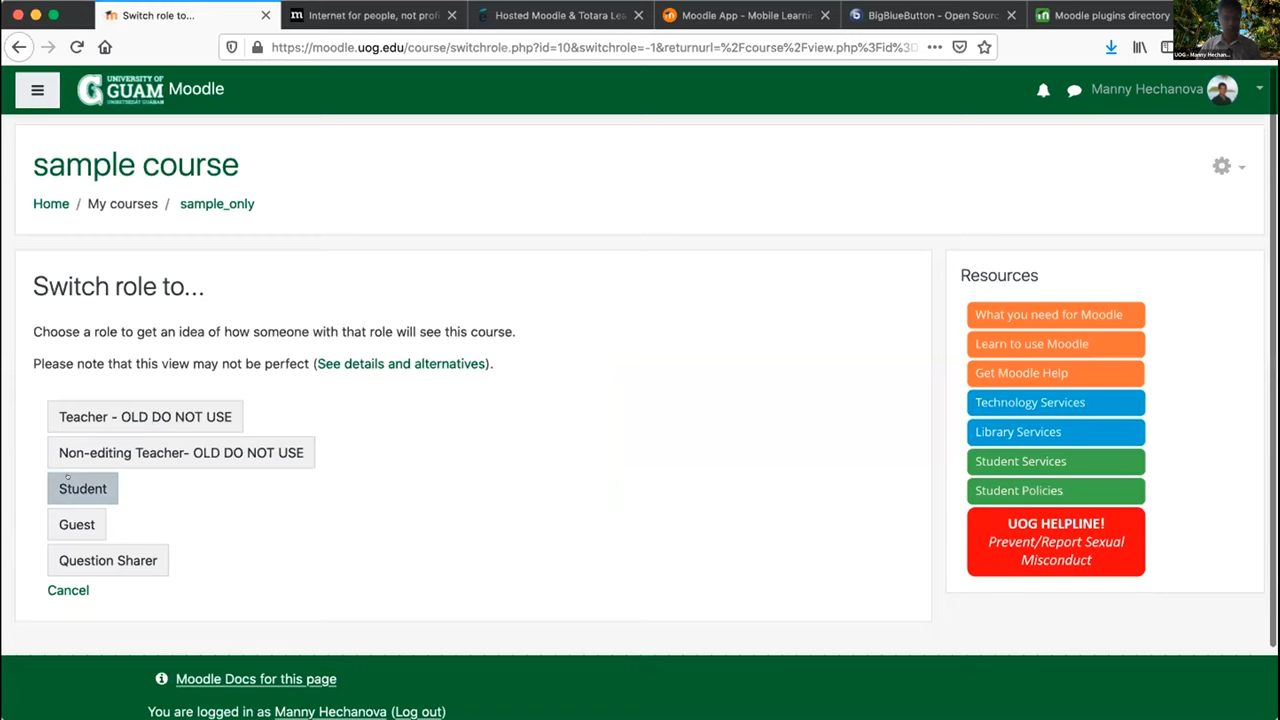 Switch role to...
Internet for people, not prof
Hosted Moodle & Totara Lea
Moodle App - Mobile Learni
BigBlueButton - Open Sourc
Moodle plugins directory
https://moodle.uog.edu/course/switchrole.php?id=10&switchrole=-1&returnurl=%2Fcourse%2Fview.php%3Fid%3D
UOG - Manny Hechan...
UNIVERSITY OF
GUAM
UNIBETSEDÅT GUÅHAN
Moodle
Manny Hechanova
sample course
Home / My courses / sample_only
Switch role to...
Choose a role to get an idea of how someone with that role will see this course.
Please note that this view may not be perfect (See details and alternatives).
Teacher - OLD DO NOT USE
Non-editing Teacher- OLD DO NOT USE
Student
Guest
Question Sharer
Cancel
Resources
What you need for Moodle
Learn to use Moodle
Get Moodle Help
Technology Services
Library Services
Student Services
Student Policies
UOG HELPLINE!
Prevent/Report Sexual
Misconduct
Moodle Docs for this page
You are logged in as Manny Hechanova (Log out)